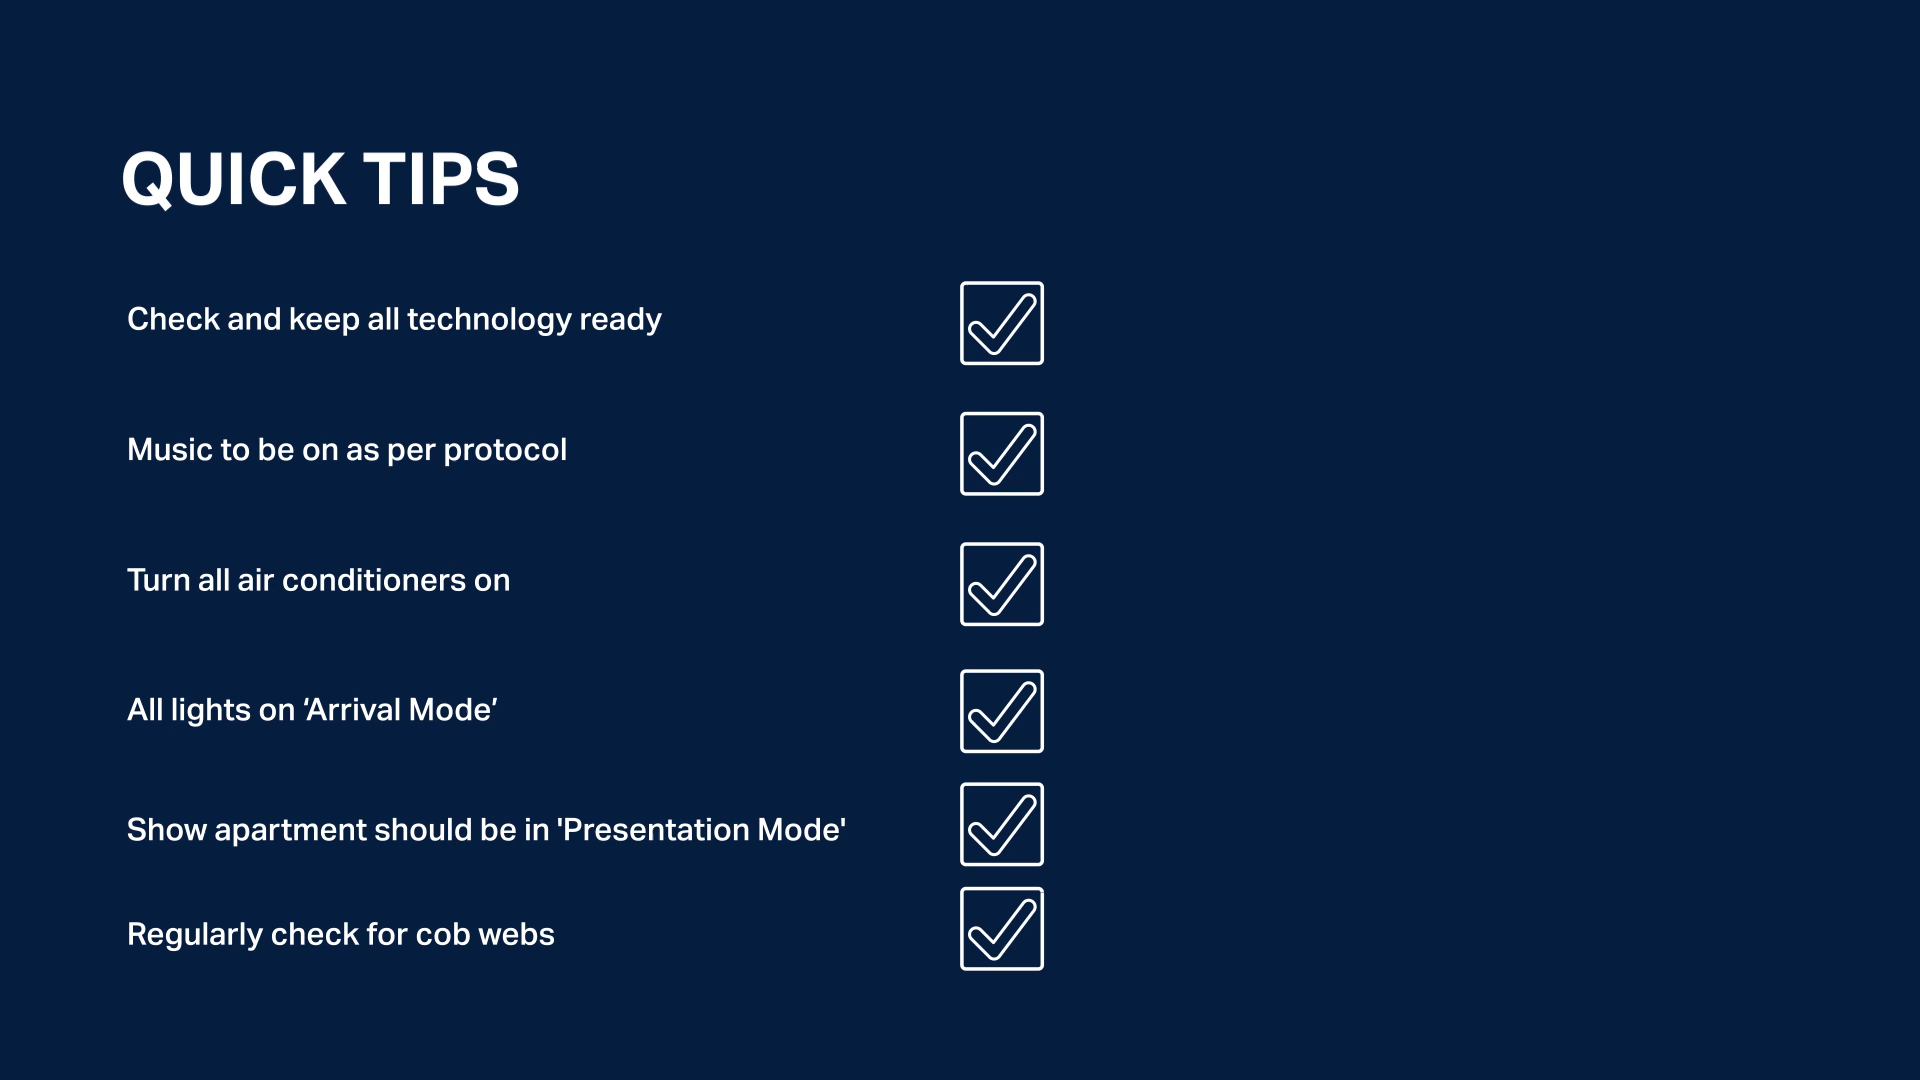 QUICK TIPS
Check and keep all technology ready
Music to be on as per protocol
Turn all air conditioners on
All lights on ‘Arrival Mode’
Show apartment should be in 'Presentation Mode'
Regularly check for cob webs